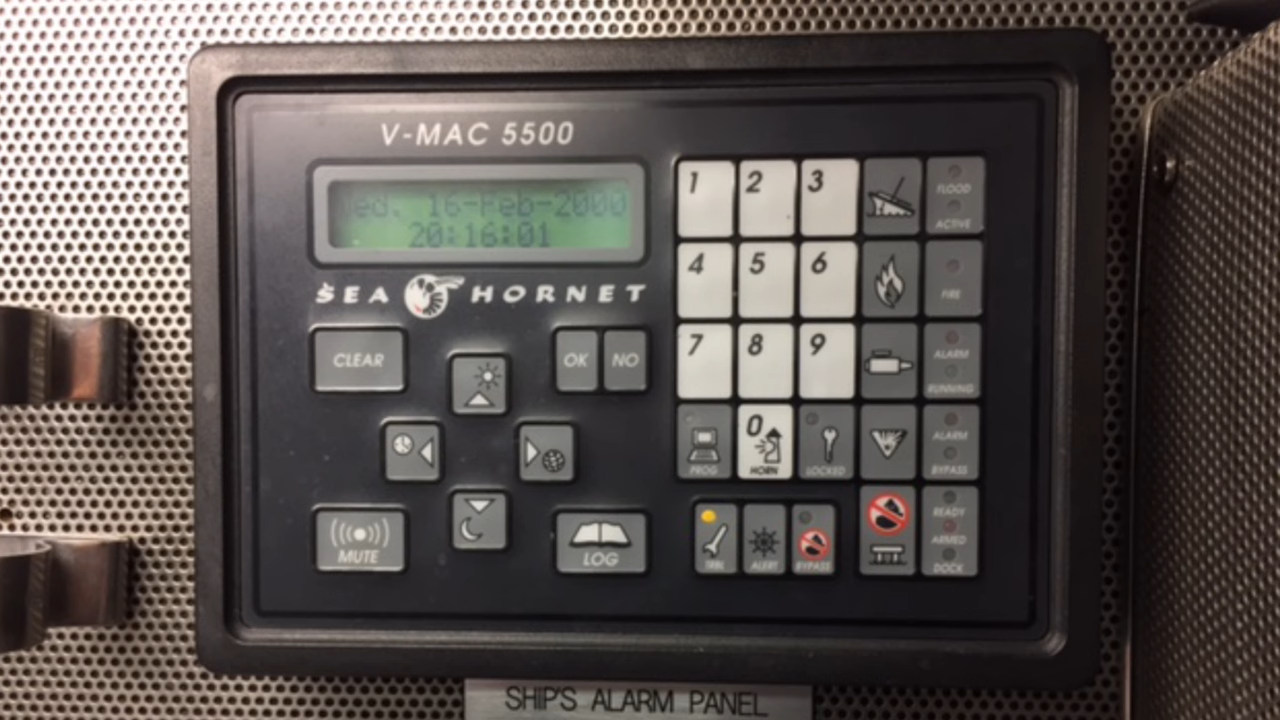 V-MAC 5500
Wed. 16-Feb-2000
20:16:01
SEA HORNET
CLEAR
OK
NO
MUTE
LOG
1
2
3
FLOOD
ACTIVE
4
5
6
FIRE
7
8
9
ALARM
RUNNING
PROG
0
HORN
LOCKED
ALARM
BYPASS
TRBL
ALERT
BYPASS
READY
ARMED
DOCK
SHIP'S ALARM PANEL